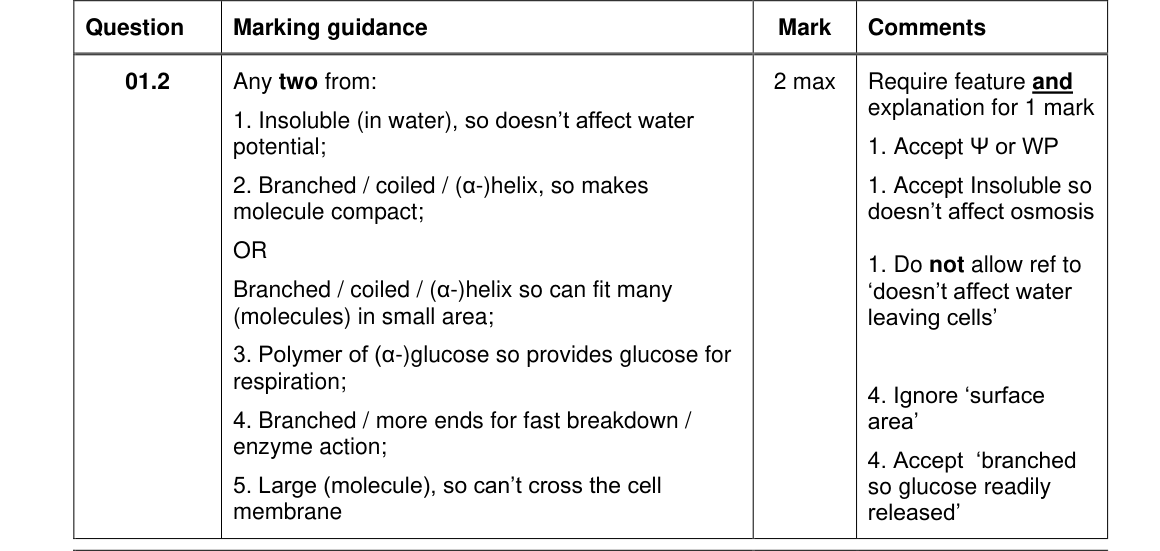 Question Marking guidance Mark Comments
01.2 Any two from: 2 max Require feature and
explanation for 1 mark
1. Insoluble (in water), so doesn’t affect water
potential;
1. Accept Ψ or WP
2. Branched / coiled / (α-)helix, so makes
molecule compact;
1. Accept Insoluble so
doesn’t affect osmosis
OR
1. Do not allow ref to
‘doesn’t affect water
leaving cells’
Branched / coiled / (α-)helix so can fit many
(molecules) in small area;
3. Polymer of (α-)glucose so provides glucose for
respiration;
4. Ignore ‘surface
area’
4. Branched / more ends for fast breakdown /
enzyme action;
4. Accept ‘branched
so glucose readily
released’
5. Large (molecule), so can’t cross the cell
membrane